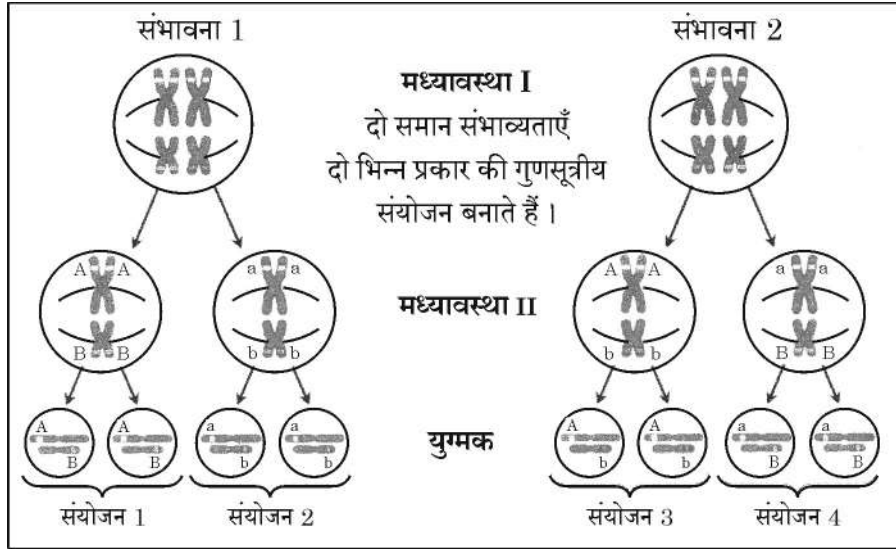 संभावना 1
संभावना 2
मध्यावस्था I
दो समान संभाव्यताएँ
दो भिन्न प्रकार की गुणसूत्रीय
संयोजन बनाते हैं ।
A A
a a
B B
b b
मध्यावस्था II
A A
a a
b b
B B
A A a a
B B b b
युग्मक
A A a a
b b B B
संयोजन 1
संयोजन 2
संयोजन 3
संयोजन 4